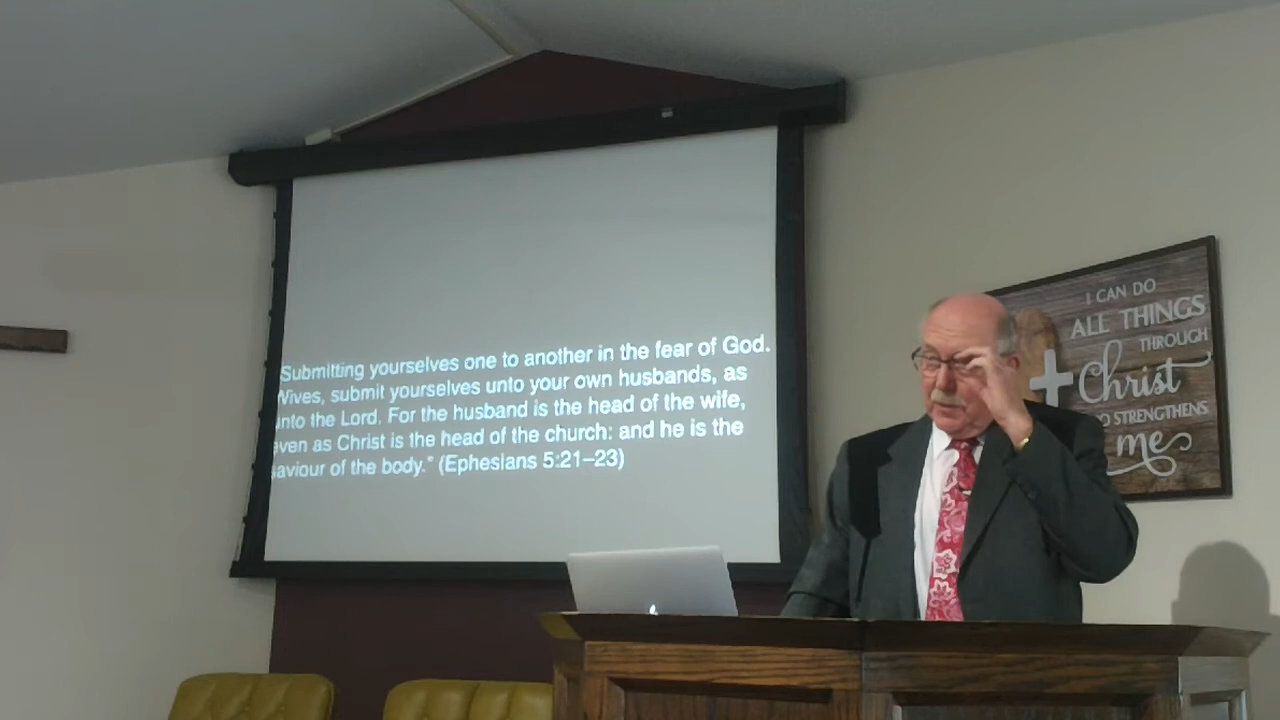 Submitting yourselves one to another in the fear of God.
Wives, submit yourselves unto your own husbands, as
unto the Lord. For the husband is the head of the wife,
even as Christ is the head of the church: and he is the
saviour of the body." (Ephesians 5:21–23)
I CAN DO
ALL THINGS
THROUGH
Christ
STRENGTHENS
me